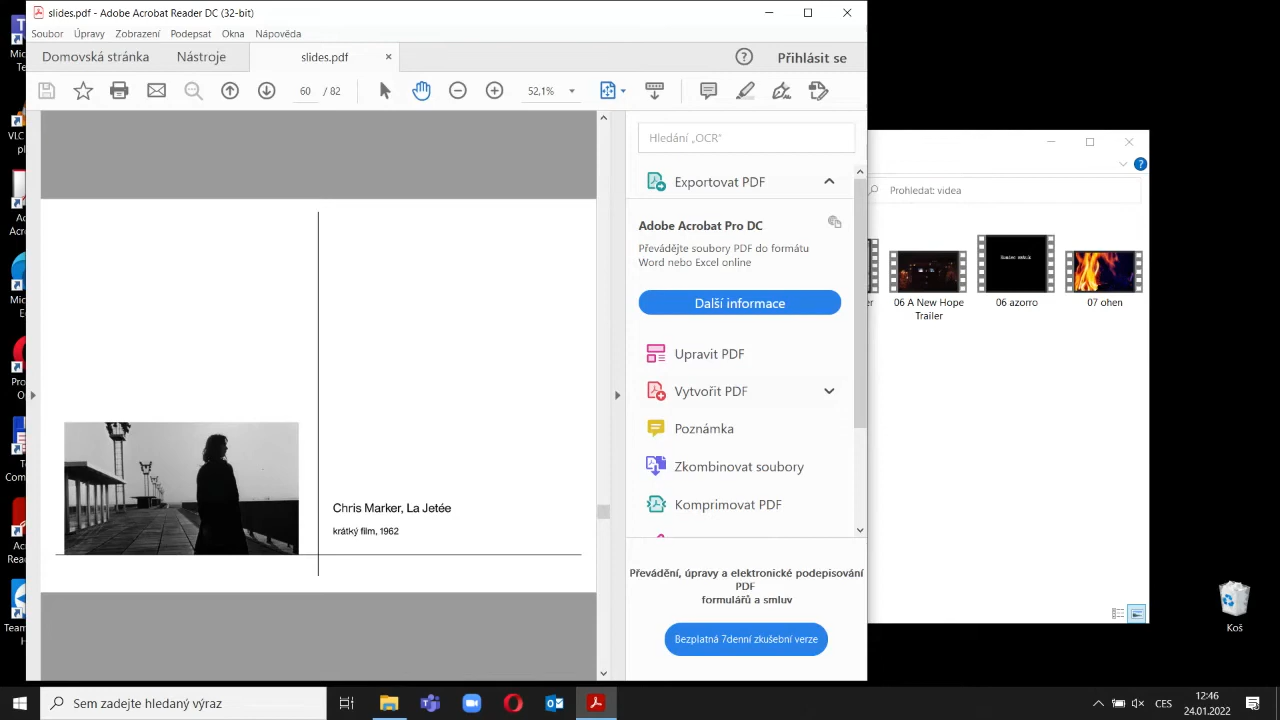 slides.pdf - Adobe Acrobat Reader DC (32-bit)
Soubor Úpravy Zobrazení Podepsat Okna Nápověda
Domovská stránka Nástroje slides.pdf Přihlásit se
60 / 82 52,1%
Hledání „OCR“
Exportovat PDF
Adobe Acrobat Pro DC
Převádějte soubory PDF do formátu
Word nebo Excel online
Další informace
Upravit PDF
Vytvořit PDF
Poznámka
Zkombinovat soubory
Komprimovat PDF
Převádění, úpravy a elektronické podepisování
PDF
formulářů a smluv
Bezplatná 7denní zkušební verze
Chris Marker, La Jetée
krátký film, 1962
Prohledat: videa
06 A New Hope
Trailer
06 azorro
07 ohen
Koš
Sem zadejte hledaný výraz
CES
12:46
24.01.2022